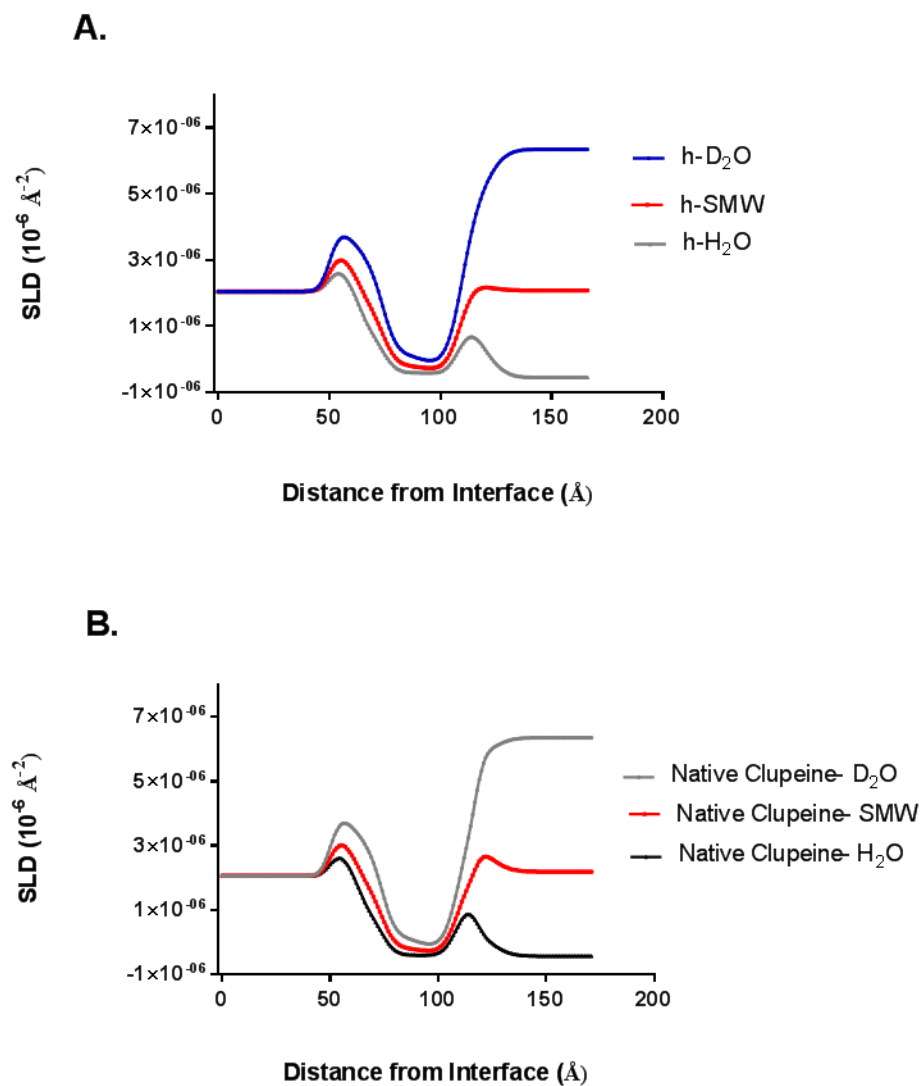 A.
7×10⁻⁰⁶
5×10⁻⁰⁶
3×10⁻⁰⁶
1×10⁻⁰⁶
-1×10⁻⁰⁶
SLD (10⁻⁶ Å⁻²)
0 50 100 150 200
Distance from Interface (Å)
h-D₂O
h-SMW
h-H₂O
B.
7×10⁻⁰⁶
5×10⁻⁰⁶
3×10⁻⁰⁶
1×10⁻⁰⁶
-1×10⁻⁰⁶
SLD (10⁻⁶ Å⁻²)
0 50 100 150 200
Distance from Interface (Å)
Native Clupeine- D₂O
Native Clupeine- SMW
Native Clupeine- H₂O